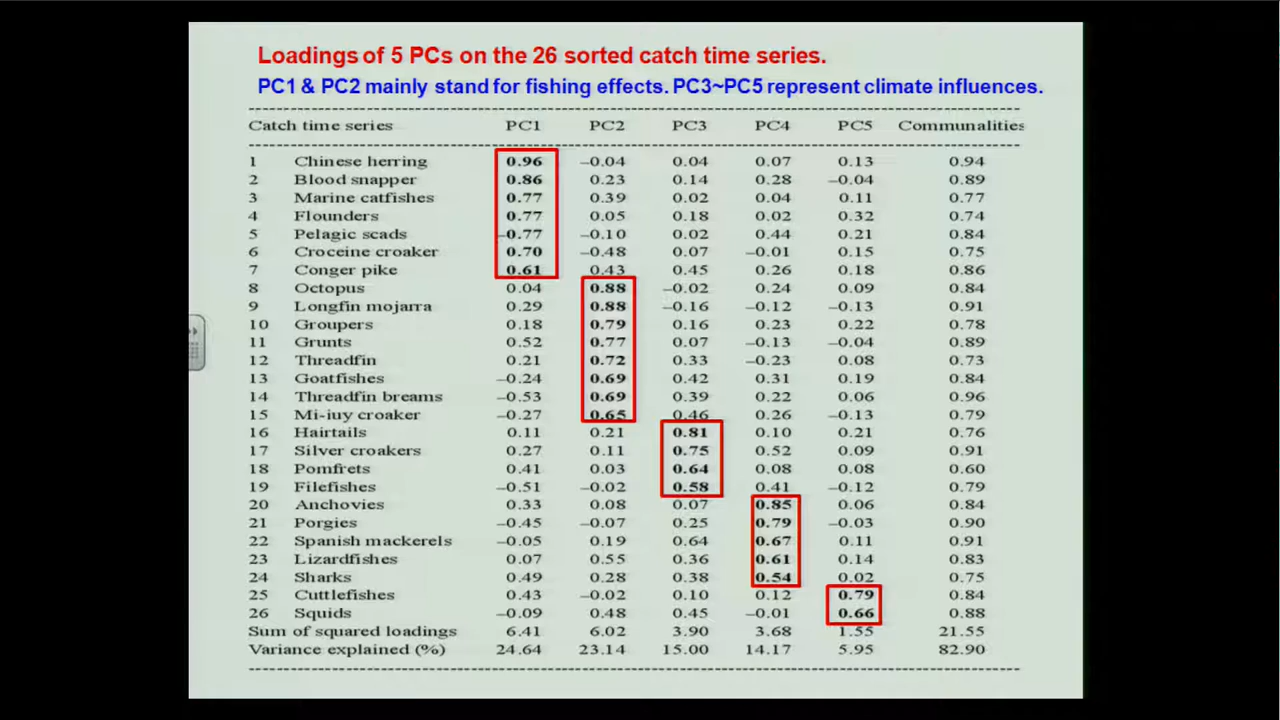 Loadings of 5 PCs on the 26 sorted catch time series.
PC1 & PC2 mainly stand for fishing effects. PC3~PC5 represent climate influences.
Catch time series PC1 PC2 PC3 PC4 PC5 Communalities
1 Chinese herring 0.96 –0.04 0.04 0.07 0.13 0.94
2 Blood snapper 0.86 0.23 0.14 0.28 –0.04 0.89
3 Marine catfishes 0.77 0.39 0.02 0.04 0.11 0.77
4 Flounders 0.77 0.05 0.18 0.02 0.32 0.74
5 Pelagic scads –0.77 –0.10 0.02 0.44 0.21 0.84
6 Croceine croaker 0.70 –0.48 0.07 –0.01 0.15 0.75
7 Conger pike 0.61 0.43 0.45 0.26 0.18 0.86
8 Octopus 0.04 0.88 –0.02 0.24 0.09 0.84
9 Longfin mojarra 0.29 0.88 –0.16 –0.12 –0.13 0.91
10 Groupers 0.18 0.79 0.16 0.23 0.22 0.78
11 Grunts 0.52 0.77 0.07 –0.13 –0.04 0.89
12 Threadfin 0.21 0.72 0.33 –0.23 0.08 0.73
13 Goatfishes –0.24 0.69 0.42 0.31 0.19 0.84
14 Threadfin breams –0.53 0.69 0.39 0.22 0.06 0.96
15 Mi-iuy croaker –0.27 0.65 0.46 0.26 –0.13 0.79
16 Hairtails 0.11 0.21 0.81 0.10 0.21 0.76
17 Silver croakers 0.27 0.11 0.75 0.52 0.09 0.91
18 Pomfrets 0.41 0.03 0.64 0.08 0.08 0.60
19 Filefishes –0.51 –0.02 0.58 0.41 –0.12 0.79
20 Anchovies 0.33 0.08 0.07 0.85 0.06 0.84
21 Porgies –0.45 –0.07 0.25 0.79 –0.03 0.90
22 Spanish mackerels –0.05 0.19 0.64 0.67 0.11 0.91
23 Lizardfishes 0.07 0.55 0.36 0.61 0.14 0.83
24 Sharks 0.49 0.28 0.38 0.54 0.02 0.75
25 Cuttlefishes 0.43 –0.02 0.10 0.12 0.79 0.84
26 Squids –0.09 0.48 0.45 –0.01 0.66 0.88
Sum of squared loadings 6.41 6.02 3.90 3.68 1.55 21.55
Variance explained (%) 24.64 23.14 15.00 14.17 5.95 82.90